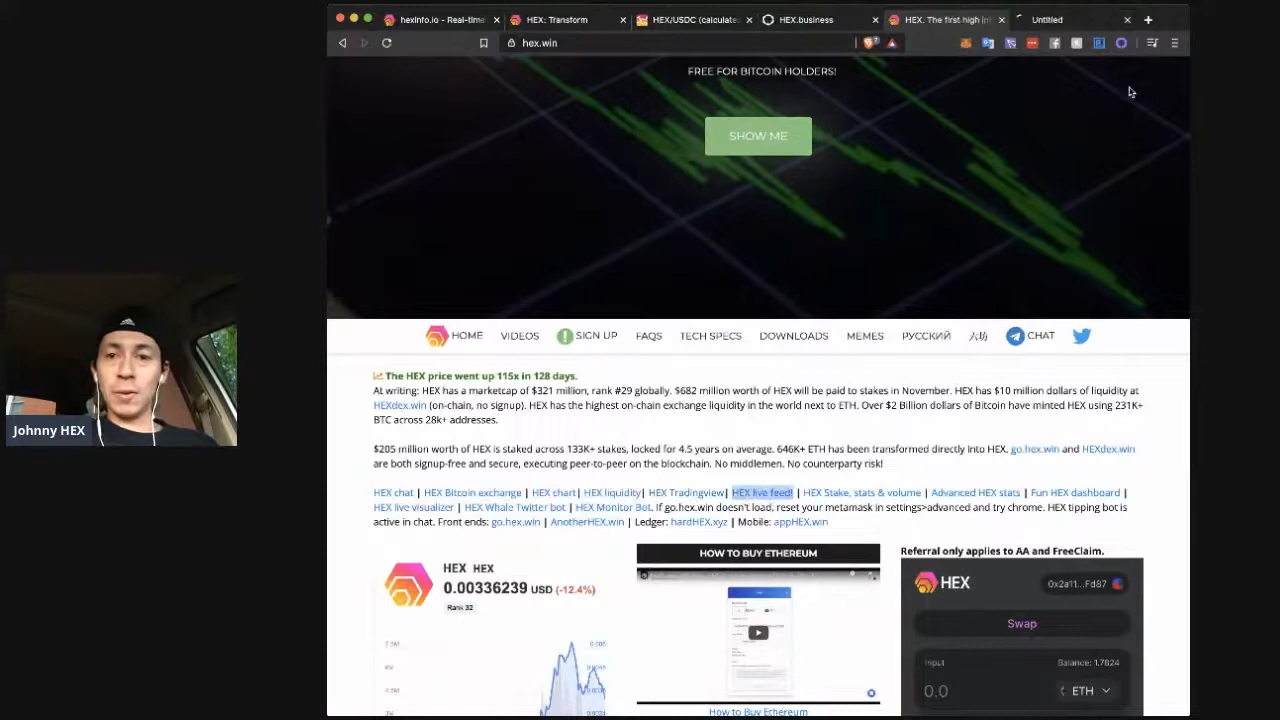 hexinfo.io - Real-time
HEX: Transform
HEX/USDC (calculate
HEX.business
HEX. The first high in
Untitled
hex.win
FREE FOR BITCOIN HOLDERS!
SHOW ME
HOME VIDEOS SIGN UP FAQS TECH SPECS DOWNLOADS MEMES РУССКИЙ CHAT
The HEX price went up 115x in 128 days.
At writing: HEX has a marketcap of $321 million, rank #29 globally. $682 million worth of HEX will be paid to stakes in November. HEX has $10 million dollars of liquidity at
HEXdex.win (on-chain, no signup). HEX has the highest on-chain exchange liquidity in the world next to ETH. Over $2 Billion dollars of Bitcoin have minted HEX using 231K+
BTC across 28k+ addresses.
$205 million worth of HEX is staked across 133K+ stakes, locked for 4.5 years on average. 646K+ ETH has been transformed directly into HEX. go.hex.win and HEXdex.win
are both signup-free and secure, executing peer-to-peer on the blockchain. No middlemen. No counterparty risk!
HEX chat | HEX Bitcoin exchange | HEX chart| HEX liquidity| HEX Tradingview| HEX live feed! | HEX Stake, stats & volume | Advanced HEX stats | Fun HEX dashboard |
HEX live visualizer | HEX Whale Twitter bot | HEX Monitor Bot. If go.hex.win doesn't load, reset your metamask in settings>advanced and try chrome. HEX tipping bot is
active in chat. Front ends: go.hex.win | AnotherHEX.win | Ledger: hardHEX.xyz | Mobile: appHEX.win
Johnny HEX
HEX HEX
0.00336239 USD (-12.4%)
Rank 32
HOW TO BUY ETHEREUM
How to Buy Ethereum
Referral only applies to AA and FreeClaim.
HEX
0x2a11...Fd87
Swap
Input
Balance: 1.7824
0.0
ETH